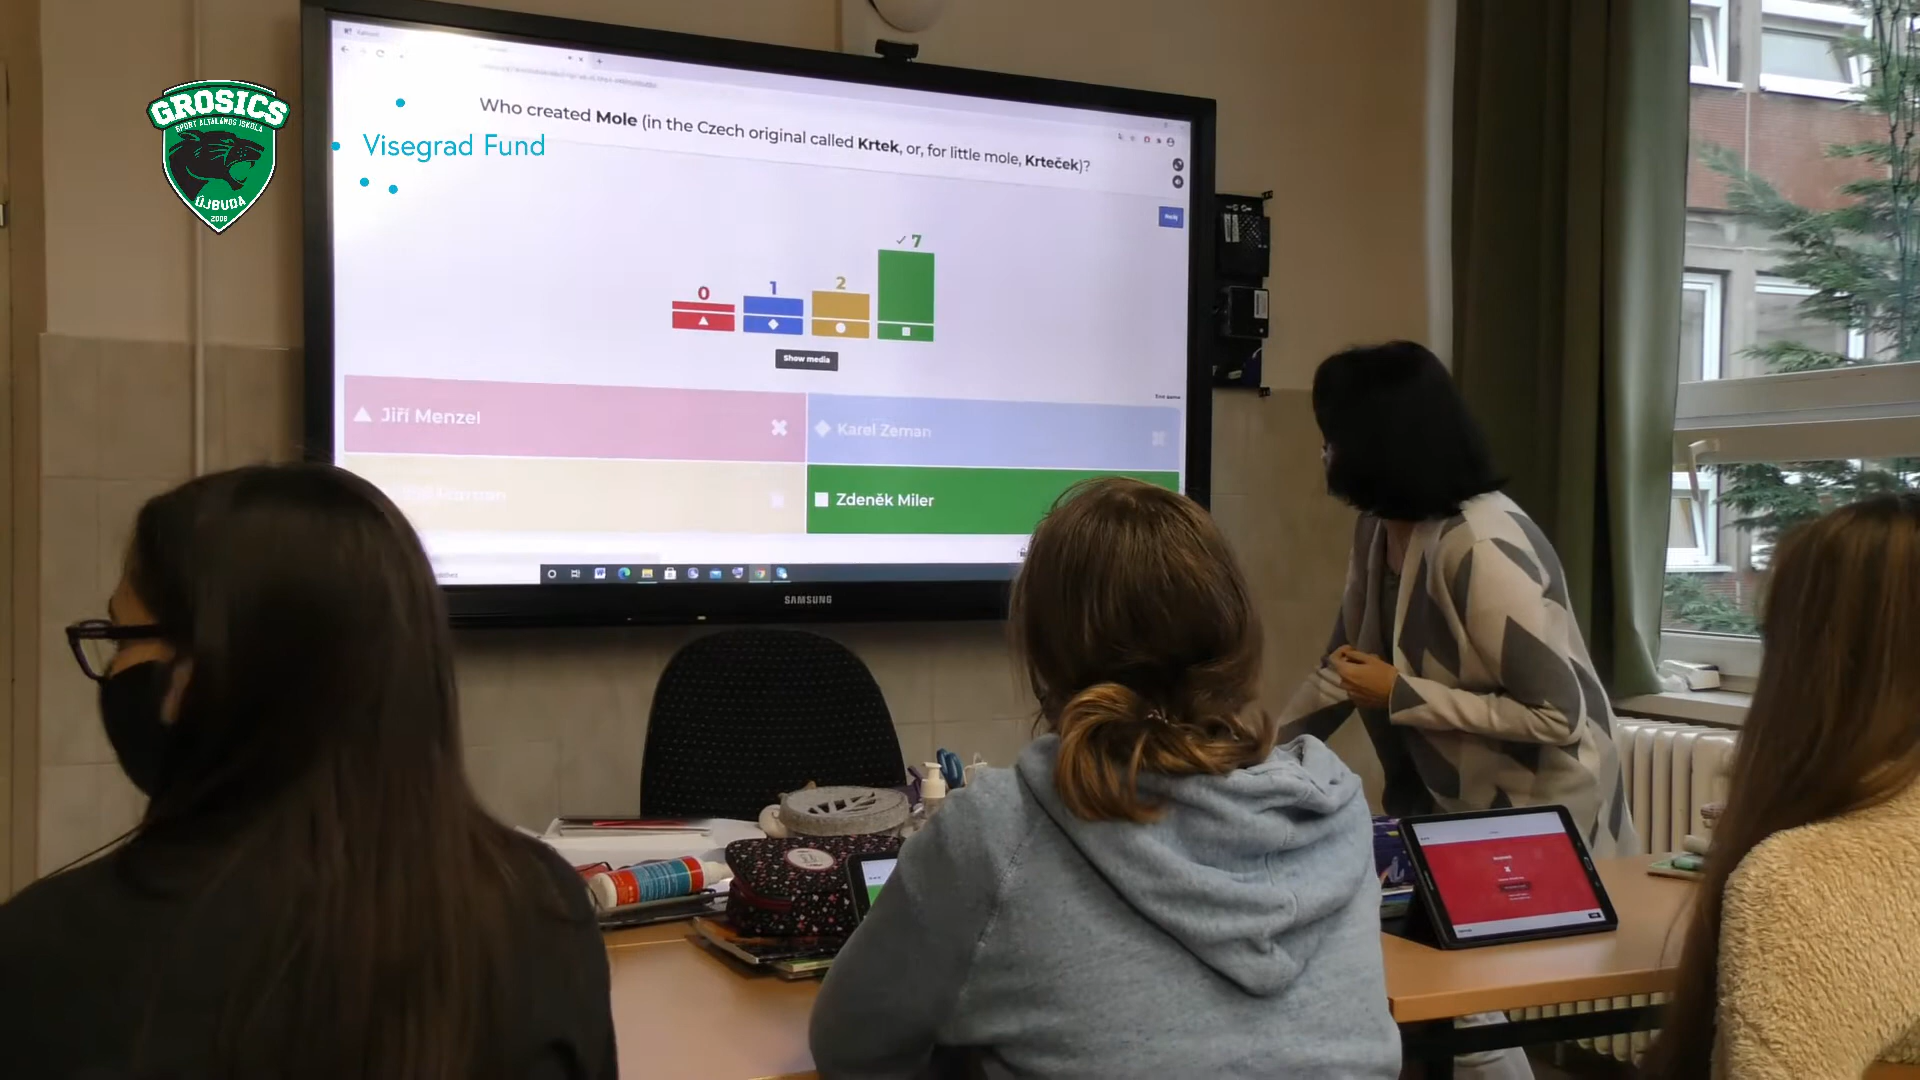 GROSICS
SPORT ÁLTALÁNOS ISKOLA
ÚJBUDA
2008
Visegrad Fund
Who created Mole (in the Czech original called Krtek, or, for little mole, Krteček)?
0
1
2
7
Show media
Jiří Menzel
Karel Zeman
Zdeněk Miler
SAMSUNG